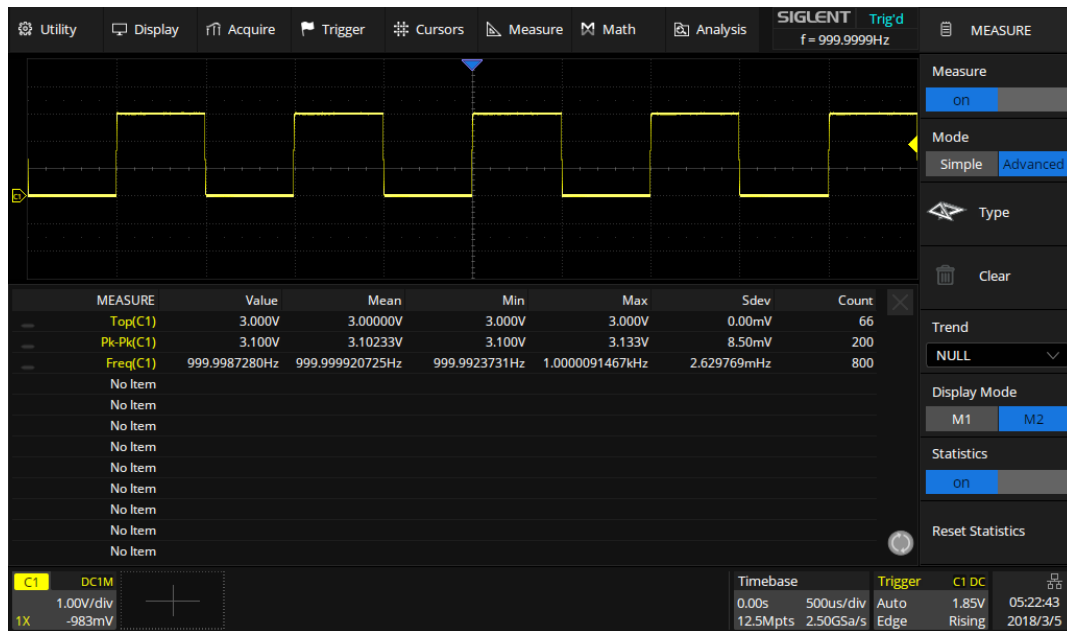 Utility Display Acquire Trigger Cursors Measure Math Analysis
SIGLENT Trig'd
f = 999.9999Hz
MEASURE
Measure
on
Mode
Simple Advanced
Type
Clear
Trend
NULL
Display Mode
M1 M2
Statistics
on
Reset Statistics
C1
MEASURE Value Mean Min Max Sdev Count
Top(C1) 3.000V 3.00000V 3.000V 3.000V 0.00mV 66
Pk-Pk(C1) 3.100V 3.10233V 3.100V 3.133V 8.50mV 200
Freq(C1) 999.9987280Hz 999.999920725Hz 999.9923731Hz 1.0000091467kHz 2.629769mHz 800
No Item
No Item
No Item
No Item
No Item
No Item
No Item
No Item
No Item
C1 DC1M
1.00V/div
1X -983mV
Timebase
0.00s 500us/div
12.5Mpts 2.50GSa/s
Trigger C1 DC
Auto 1.85V
Edge Rising
05:22:43
2018/3/5